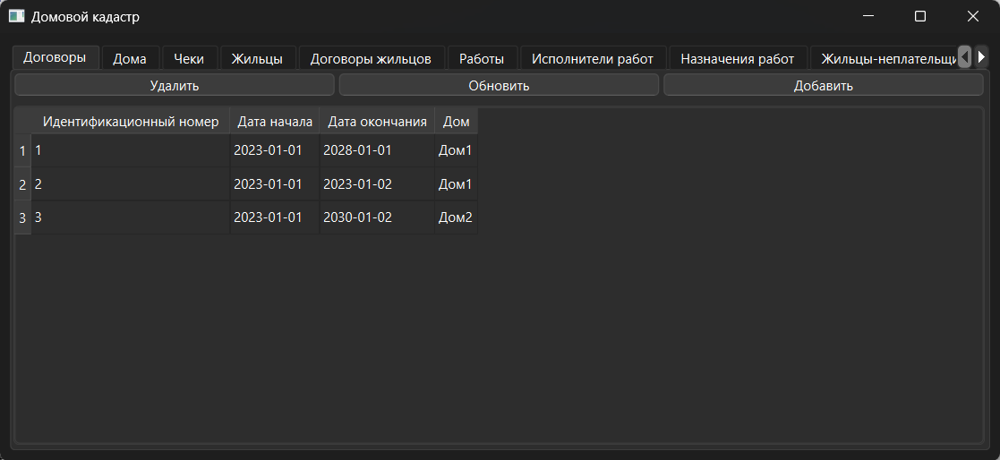 Домовой кадастр
Договоры Дома Чеки Жильцы Договоры жильцов Работы Исполнители работ Назначения работ Жильцы-неплательщи
Удалить Обновить Добавить
Идентификационный номер Дата начала Дата окончания Дом
1 1 2023-01-01 2028-01-01 Дом1
2 2 2023-01-01 2023-01-02 Дом1
3 3 2023-01-01 2030-01-02 Дом2